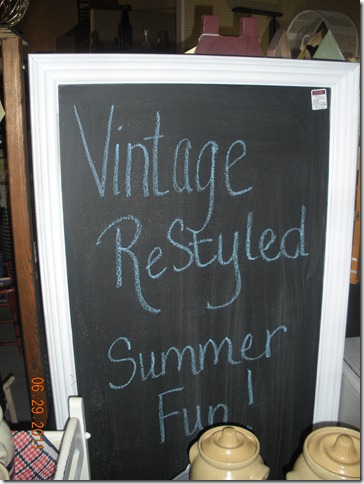 Vintage
ReStyled
Summer
Fun!